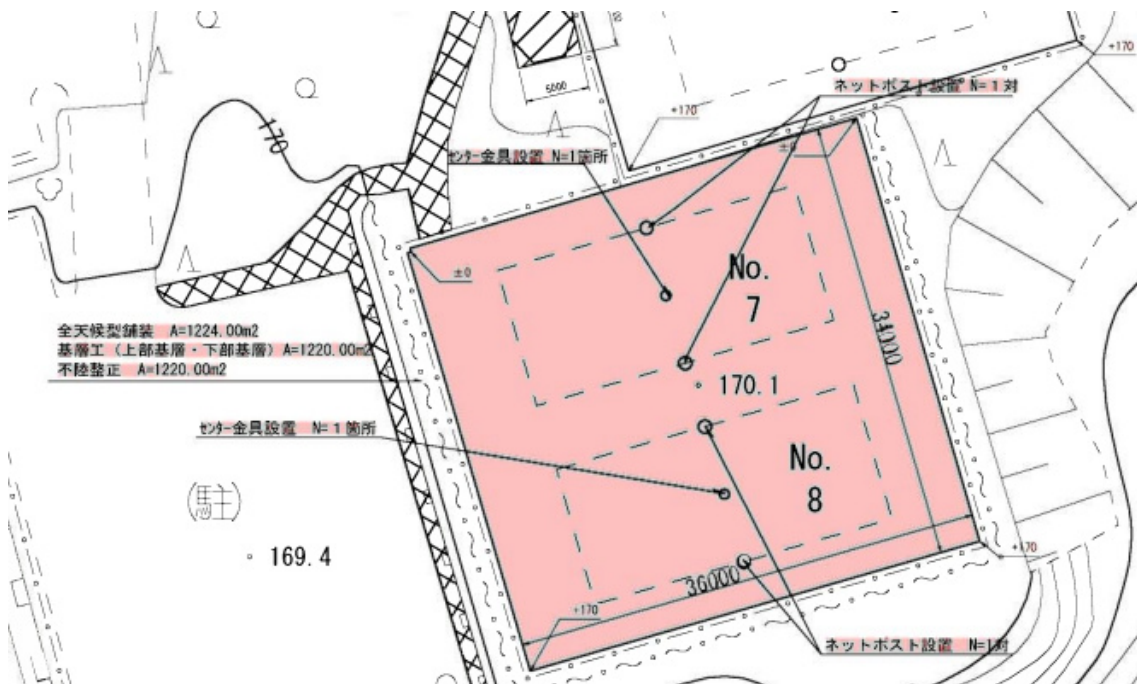 +170
5000
ネットポスト設置 N=1対
+170
170
センター金具設置 N=1箇所
±0
±0
No.
7
34000
全天候型舗装 A=1224.00m2
基層工（上部基層・下部基層）A=1220.00m2
不陸整正 A=1220.00m2
170.1
センター金具設置 N=1箇所
No.
8
(駐)
169.4
+170
36000
+170
ネットポスト設置 N=1対